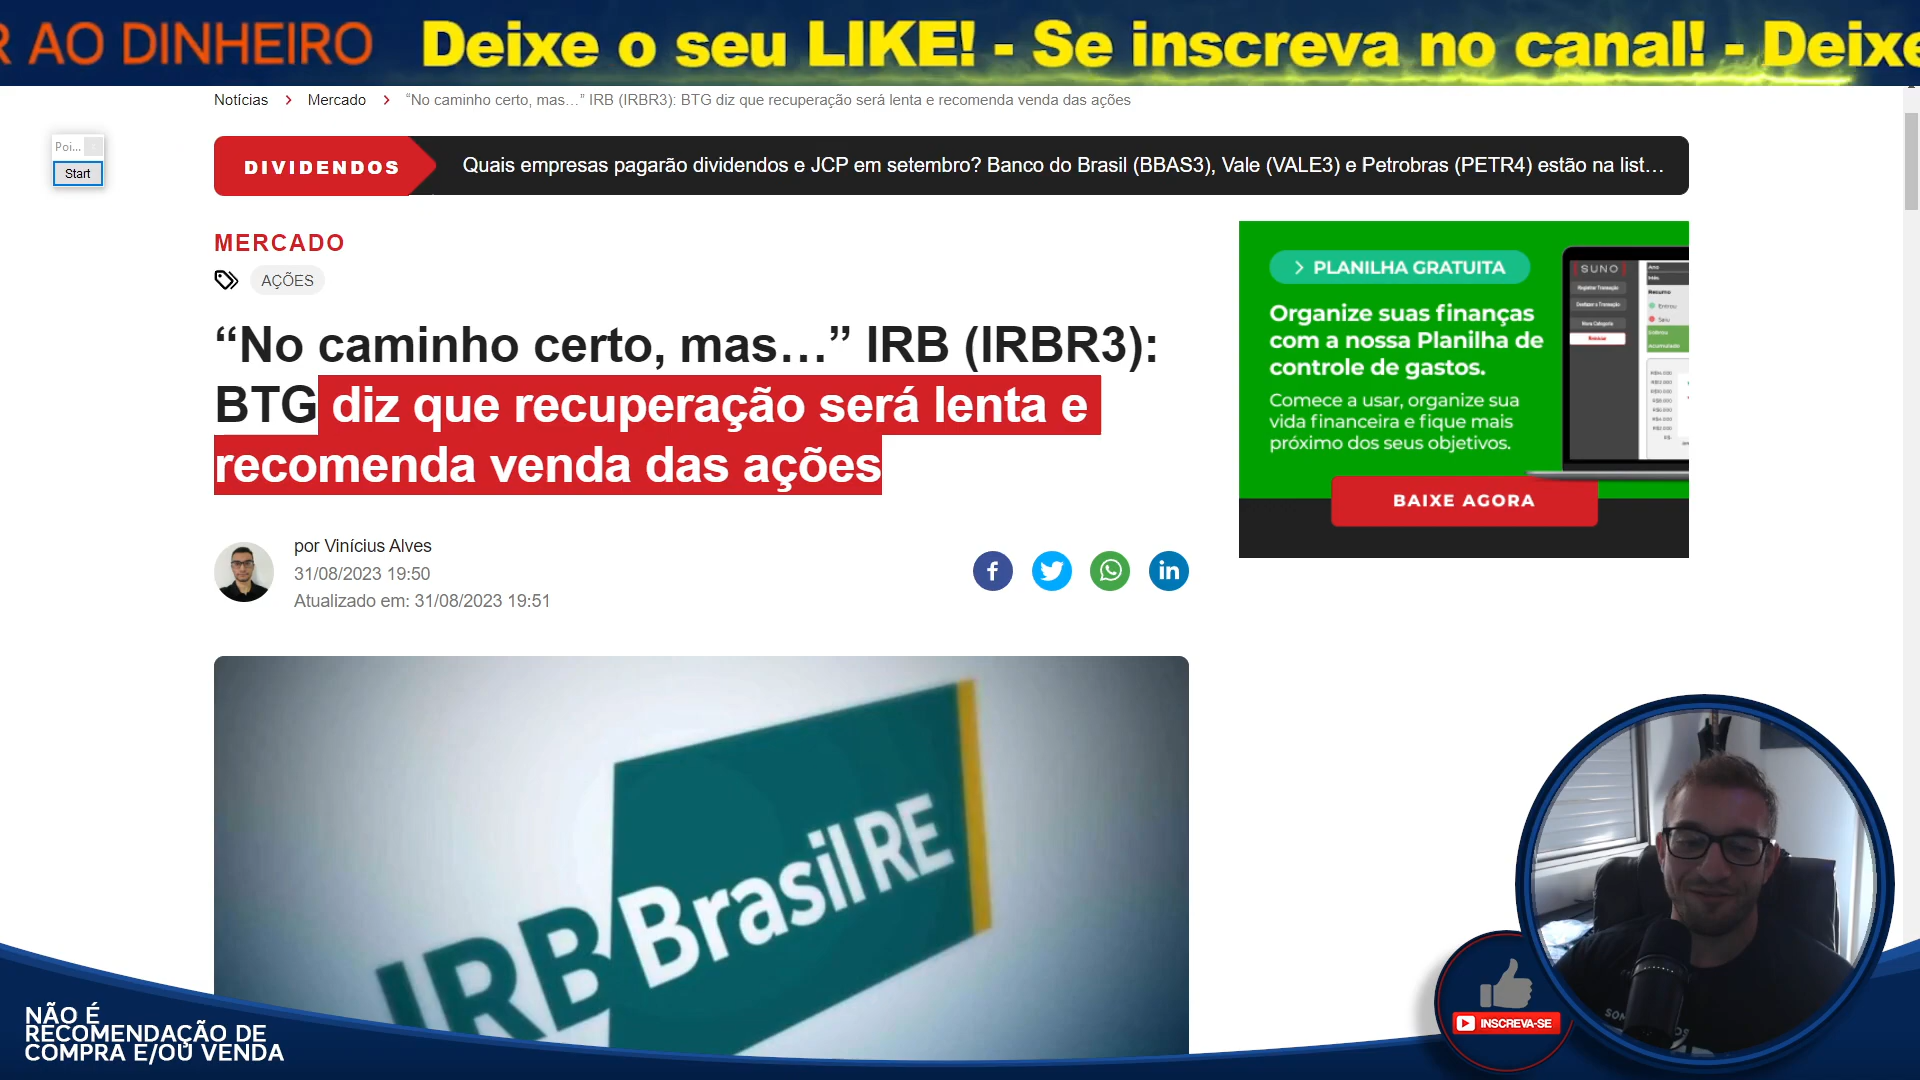 R AO DINHEIRO Deixe o seu LIKE! - Se inscreva no canal! - Deixe
Notícias > Mercado > “No caminho certo, mas…” IRB (IRBR3): BTG diz que recuperação será lenta e recomenda venda das ações
Poi...
Start
DIVIDENDOS Quais empresas pagarão dividendos e JCP em setembro? Banco do Brasil (BBAS3), Vale (VALE3) e Petrobras (PETR4) estão na list…
MERCADO
AÇÕES
“No caminho certo, mas…” IRB (IRBR3):
BTG diz que recuperação será lenta e
recomenda venda das ações
por Vinícius Alves
31/08/2023 19:50
Atualizado em: 31/08/2023 19:51
> PLANILHA GRATUITA
Organize suas finanças
com a nossa Planilha de
controle de gastos.
Comece a usar, organize sua
vida financeira e fique mais
próximo dos seus objetivos.
SUNO
BAIXE AGORA
IRB Brasil RE
INSCREVA-SE
NÃO É
RECOMENDAÇÃO DE
COMPRA E/OU VENDA